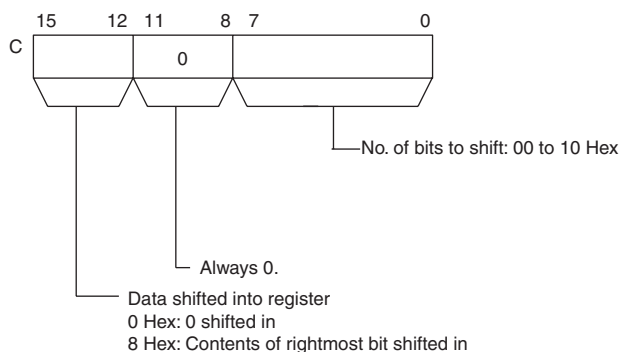 15 12 11 8 7 0
C
0
No. of bits to shift: 00 to 10 Hex
Always 0.
Data shifted into register
0 Hex: 0 shifted in
8 Hex: Contents of rightmost bit shifted in